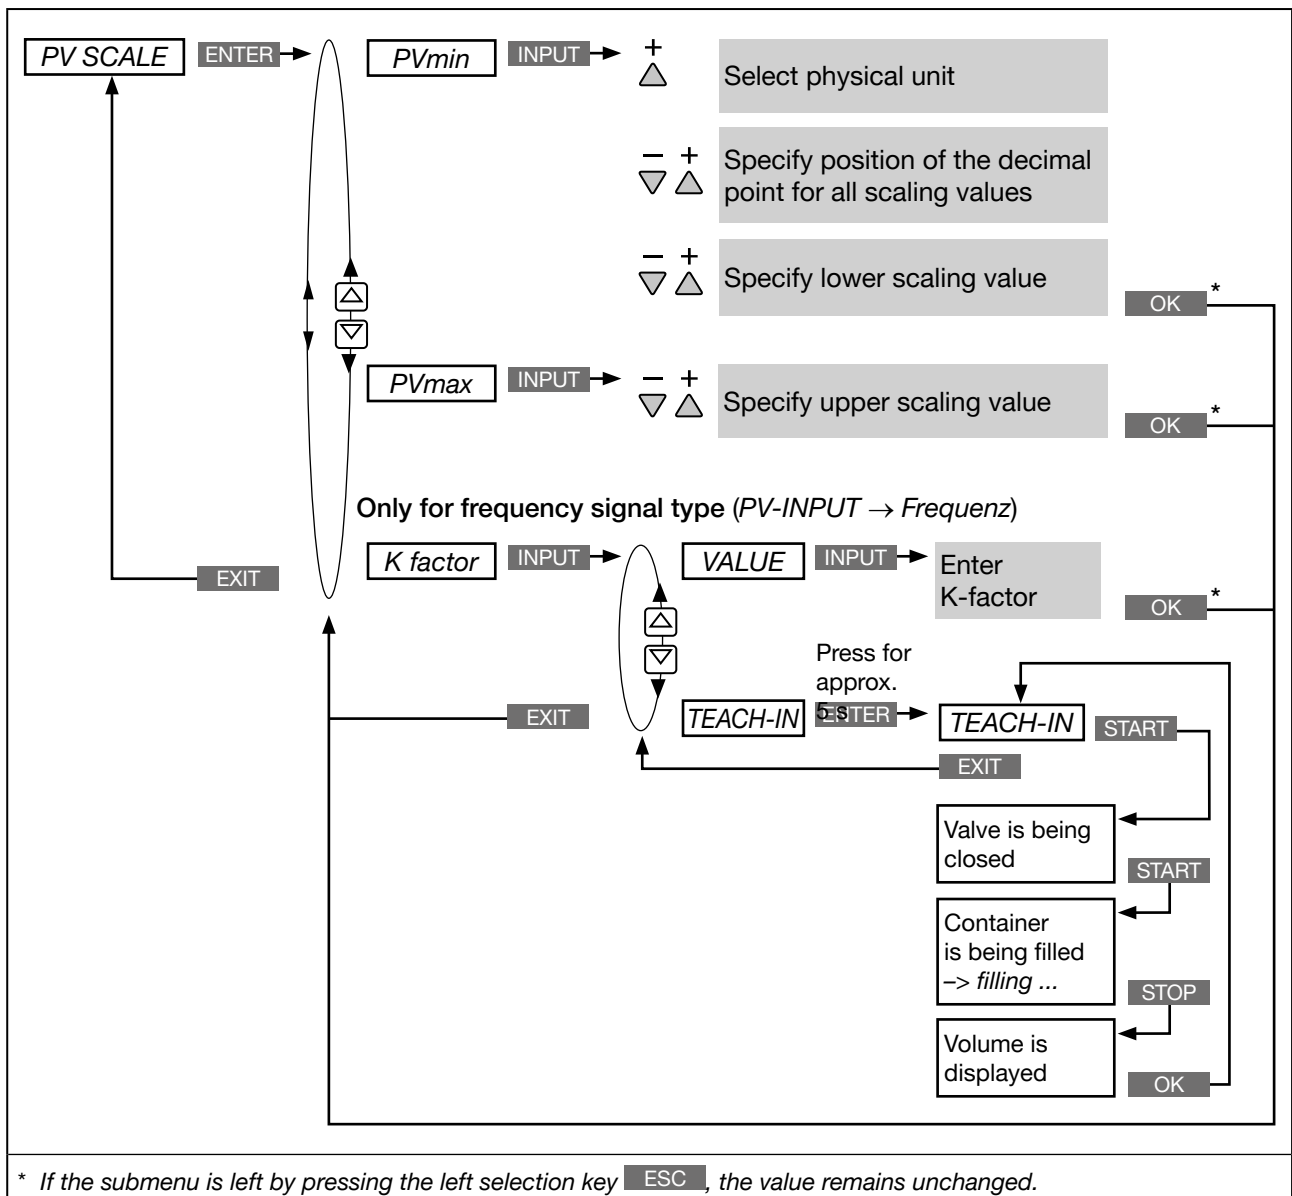 PV SCALE ENTER PVmin INPUT +
Select physical unit
– +
Specify position of the decimal
point for all scaling values
– +
Specify lower scaling value
OK *
PVmax INPUT – +
Specify upper scaling value
OK *
Only for frequency signal type (PV-INPUT → Frequenz)
K factor INPUT VALUE INPUT Enter
K-factor
EXIT
OK *
Press for
approx.
5 s
EXIT TEACH-IN ENTER TEACH-IN START
EXIT
Valve is being
closed
START
Container
is being filled
–> filling ...
STOP
Volume is
displayed
OK
* If the submenu is left by pressing the left selection key ESC , the value remains unchanged.